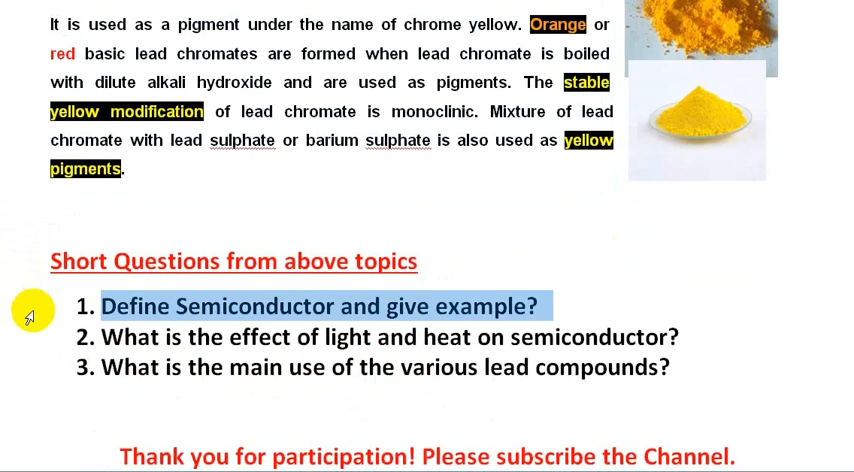 It is used as a pigment under the name of chrome yellow. Orange or
red basic lead chromates are formed when lead chromate is boiled
with dilute alkali hydroxide and are used as pigments. The stable
yellow modification of lead chromate is monoclinic. Mixture of lead
chromate with lead sulphate or barium sulphate is also used as yellow
pigments.
Short Questions from above topics
1. Define Semiconductor and give example?
2. What is the effect of light and heat on semiconductor?
3. What is the main use of the various lead compounds?
Thank you for participation! Please subscribe the Channel.